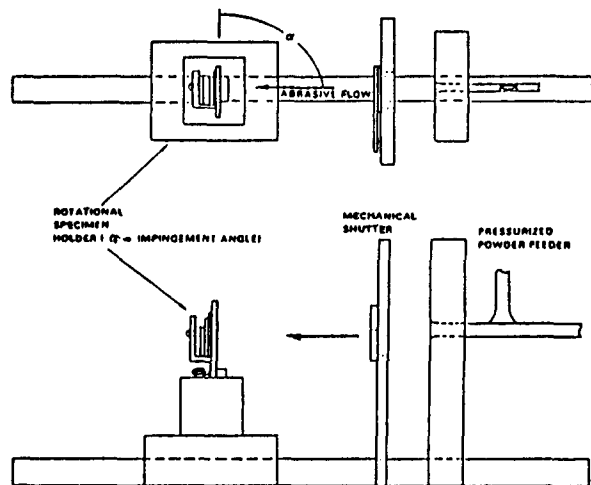 α
ABRASIVE FLOW
ROTATIONAL
SPECIMEN
HOLDER ( α = IMPINGEMENT ANGLE)
MECHANICAL
SHUTTER
PRESSURIZED
POWDER FEEDER